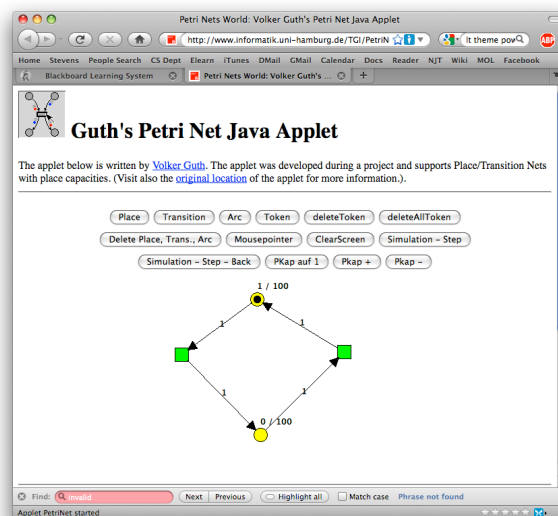 Petri Nets World: Volker Guth's Petri Net Java Applet
http://www.informatik.uni-hamburg.de/TGI/PetriN
lt theme pow
ABP
Home Stevens People Search CS Dept Elearn iTunes DMail GMail Calendar Docs Reader NJT Wiki MOL Facebook
Blackboard Learning System
Petri Nets World: Volker Guth's ...
Guth's Petri Net Java Applet
The applet below is written by Volker Guth. The applet was developed during a project and supports Place/Transition Nets
with place capacities. (Visit also the original location of the applet for more information.).
Place Transition Arc Token deleteToken deleteAllToken
Delete Place, Trans., Arc Mousepointer ClearScreen Simulation - Step
Simulation - Step - Back PKap auf 1 Pkap + Pkap -
1 / 100
1 1
1 1
0 / 100
Find: invalid Next Previous Highlight all Match case Phrase not found
Applet PetriNet started